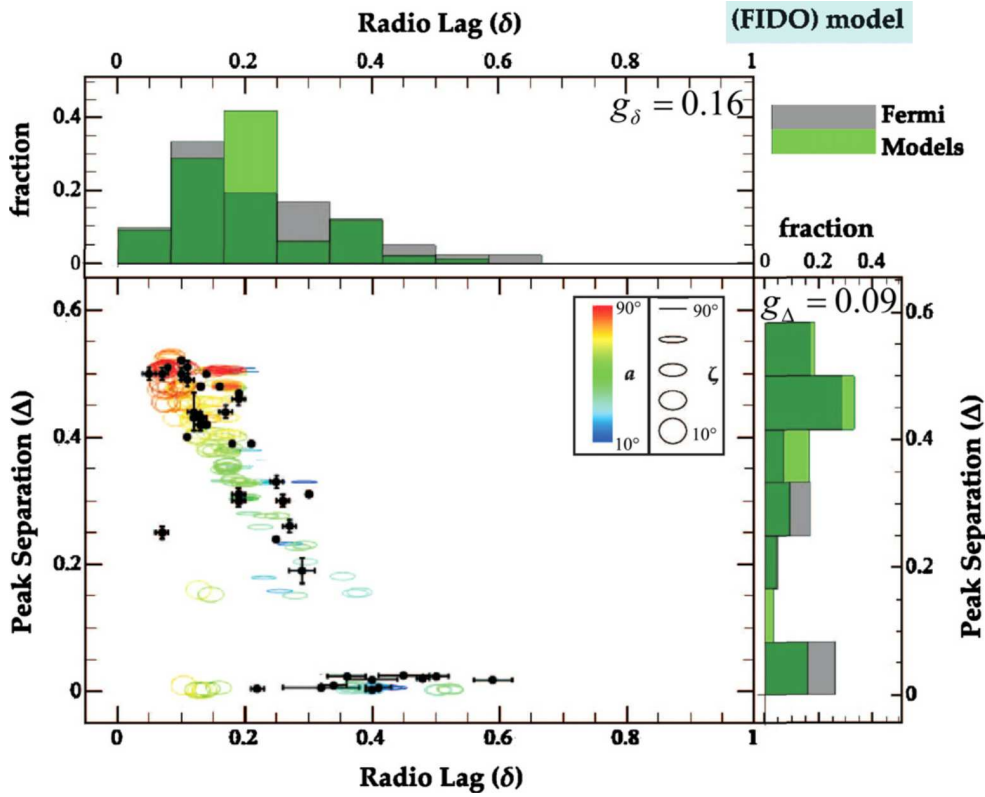 Radio Lag (δ)
(FIDO) model
0 0.2 0.4 0.6 0.8 1
g_δ = 0.16
Fermi
Models
fraction
0.4
0.2
0
fraction
0 0.2 0.4
g_Δ = 0.09
0.6
0.4
0.2
0
Peak Separation (Δ)
90°
a
10°
90°
ζ
10°
0.6
0.4
0.2
0
Peak Separation (Δ)
0 0.2 0.4 0.6 0.8 1
Radio Lag (δ)